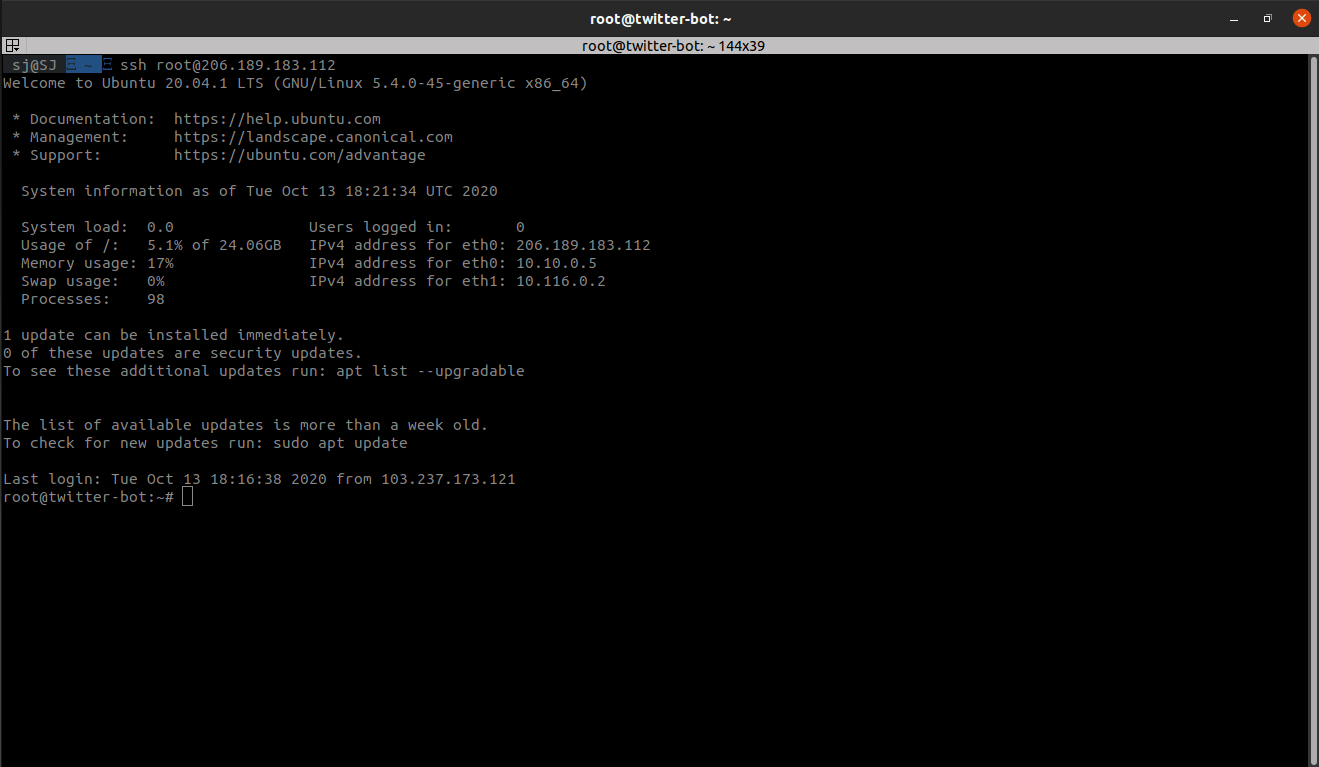 root@twitter-bot: ~
root@twitter-bot: ~ 144x39
sj@SJ ~ ssh root@206.189.183.112
Welcome to Ubuntu 20.04.1 LTS (GNU/Linux 5.4.0-45-generic x86_64)
* Documentation:  https://help.ubuntu.com
* Management:     https://landscape.canonical.com
* Support:        https://ubuntu.com/advantage
System information as of Tue Oct 13 18:21:34 UTC 2020
System load:  0.0               Users logged in:       0
Usage of /:   5.1% of 24.06GB   IPv4 address for eth0: 206.189.183.112
Memory usage: 17%               IPv4 address for eth0: 10.10.0.5
Swap usage:   0%                IPv4 address for eth1: 10.116.0.2
Processes:    98
1 update can be installed immediately.
0 of these updates are security updates.
To see these additional updates run: apt list --upgradable
The list of available updates is more than a week old.
To check for new updates run: sudo apt update
Last login: Tue Oct 13 18:16:38 2020 from 103.237.173.121
root@twitter-bot:~#